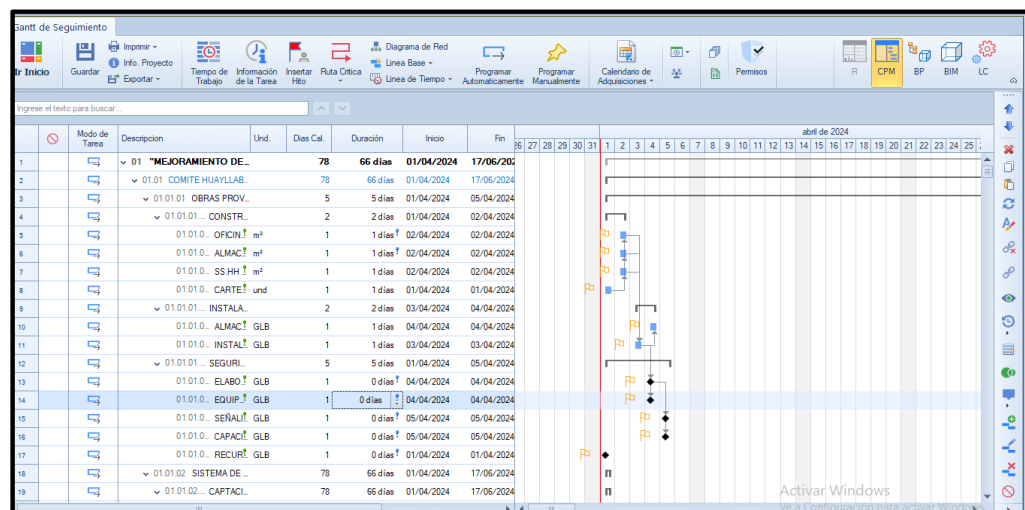 Gantt de Seguimiento
Ir Inicio
Guardar
Imprimir
Info. Proyecto
Exportar
Tiempo de Trabajo
Información de la Tarea
Insertar Hito
Ruta Critica
Diagrama de Red
Linea Base
Linea de Tiempo
Programar Automaticamente
Programar Manualmente
Calendario de Adquisiciones
Permisos
R
CPM
BP
BIM
LC
Ingrese el texto para buscar...
Modo de Tarea Descripcion Und. Dias Cal. Duración Inicio Fin abril de 2024
26 27 28 29 30 31 1 2 3 4 5 6 7 8 9 10 11 12 13 14 15 16 17 18 19 20 21 22 23 24 25
1 01 "MEJORAMIENTO DE... 78 66 días 01/04/2024 17/06/202
2 01.01 COMITE HUAYLLAB... 78 66 días 01/04/2024 17/06/2024
3 01.01.01 OBRAS PROV... 5 5 días 01/04/2024 05/04/2024
4 01.01.01.... CONSTR... 2 2 días 01/04/2024 02/04/2024
5 01.01.0... OFICIN... m² 1 1 días? 02/04/2024 02/04/2024
6 01.01.0... ALMAC... m² 1 1 días? 02/04/2024 02/04/2024
7 01.01.0... SS.HH ... m² 1 1 días? 02/04/2024 02/04/2024
8 01.01.0... CARTE... und 1 1 días 01/04/2024 01/04/2024
9 01.01.01.... INSTALA... 2 2 días 03/04/2024 04/04/2024
10 01.01.0... ALMAC... GLB 1 1 días 04/04/2024 04/04/2024
11 01.01.0... INSTAL... GLB 1 1 días 03/04/2024 03/04/2024
12 01.01.01.... SEGURI... 5 5 días 01/04/2024 05/04/2024
13 01.01.0... ELABO... GLB 1 0 días? 04/04/2024 04/04/2024
14 01.01.0... EQUIP... GLB 1 0 días 04/04/2024 04/04/2024
15 01.01.0... SEÑALI... GLB 1 0 días? 05/04/2024 05/04/2024
16 01.01.0... CAPACI... GLB 1 0 días? 05/04/2024 05/04/2024
17 01.01.0... RECUR... GLB 1 0 días? 01/04/2024 01/04/2024
18 01.01.02 SISTEMA DE ... 78 66 días 01/04/2024 17/06/2024
19 01.01.02.... CAPTACI... 78 66 días 01/04/2024 17/06/2024
Activar Windows
Ve a Configuración para activar Windows.